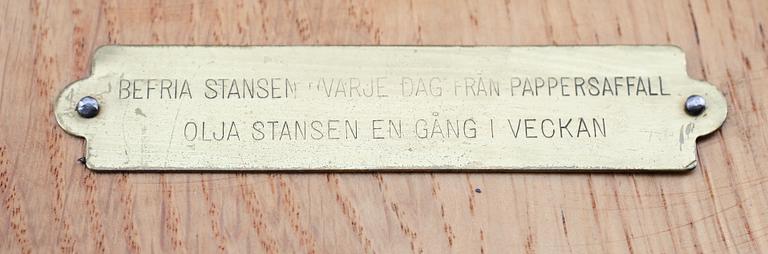 BEFRIA STANSEN VARJE DAG FRÅN PAPPERSAFFALL
OLJA STANSEN EN GÅNG I VECKAN